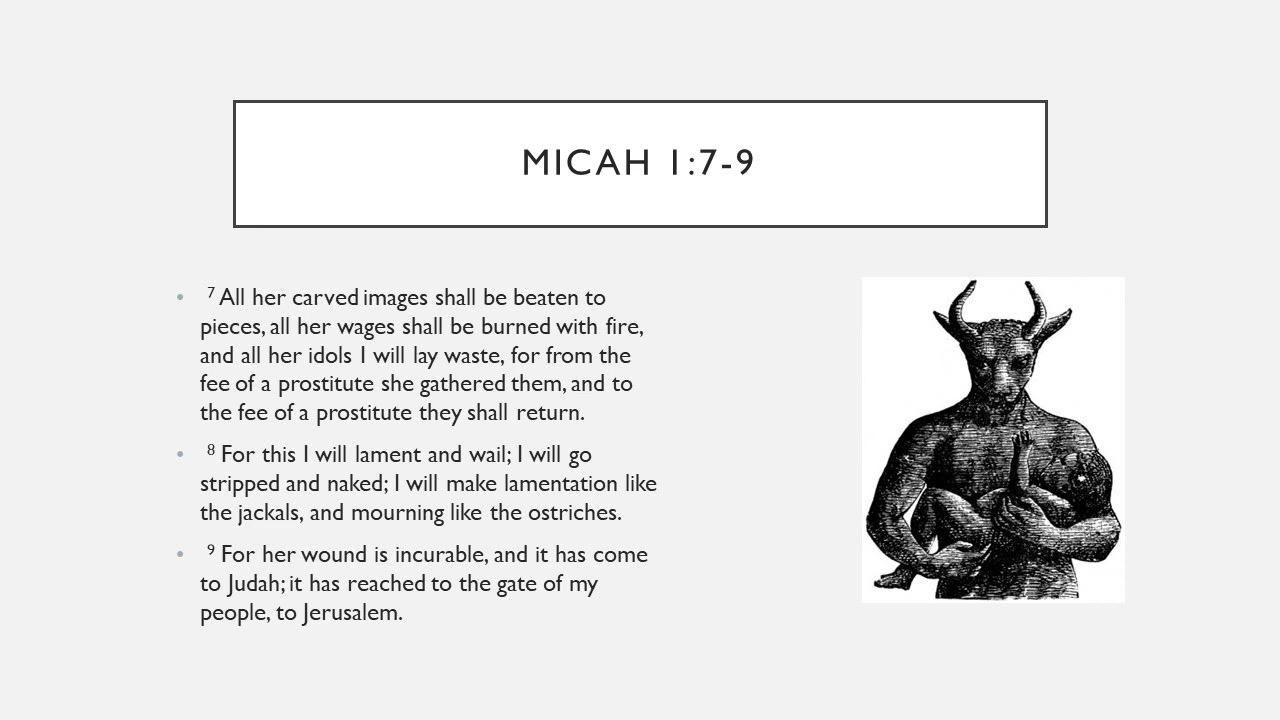 MICAH 1:7-9
• 7 All her carved images shall be beaten to
pieces, all her wages shall be burned with fire,
and all her idols I will lay waste, for from the
fee of a prostitute she gathered them, and to
the fee of a prostitute they shall return.
• 8 For this I will lament and wail; I will go
stripped and naked; I will make lamentation like
the jackals, and mourning like the ostriches.
• 9 For her wound is incurable, and it has come
to Judah; it has reached to the gate of my
people, to Jerusalem.